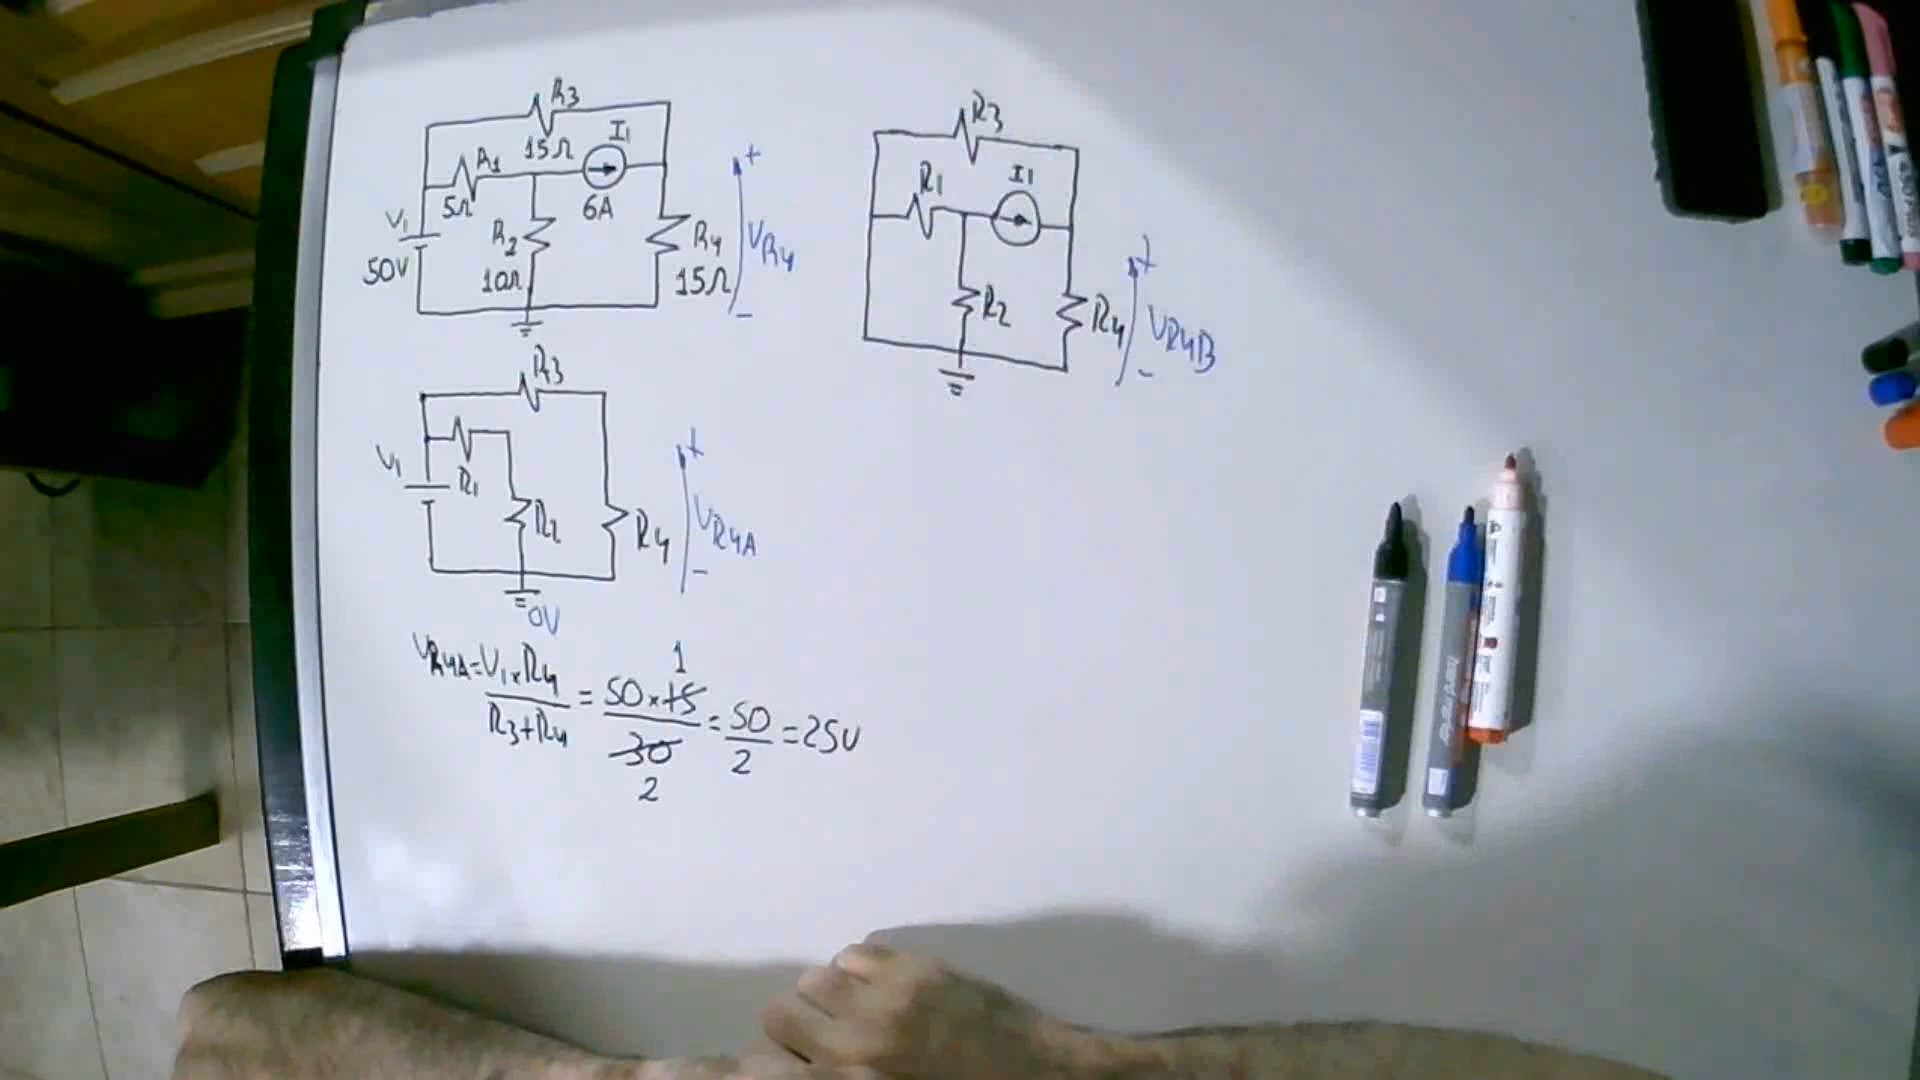 R3
15Ω
I1
R1
5Ω
6A
V1
50V
R2
10Ω
R4
15Ω
+
VR4
-
R3
V1
R1
R2
R4
+
VR4A
-
0V
VR4A = V1 × R4 / R3 + R4 = 50 × 15 / 30 = 50 / 2 = 25V
1
2
R3
R1
I1
R2
R4
+
VR4B
-